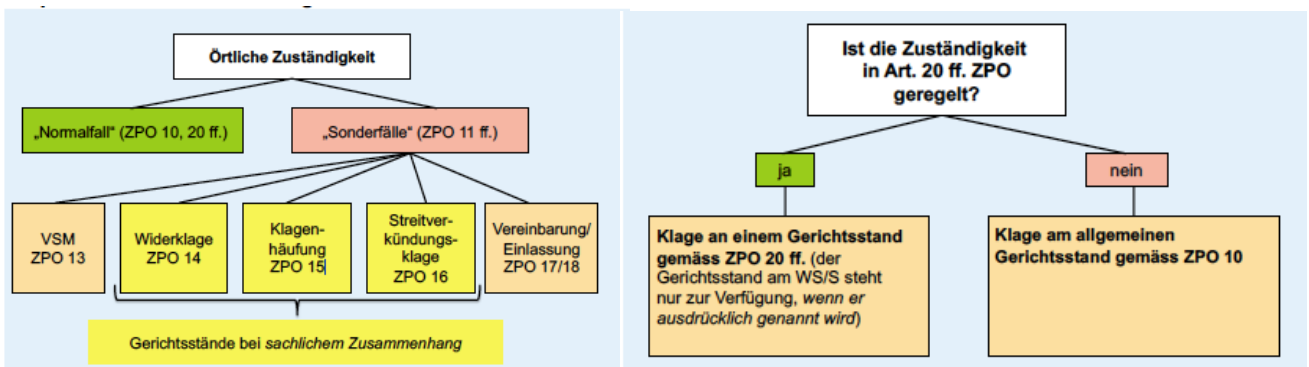 Örtliche Zuständigkeit
„Normalfall“ (ZPO 10, 20 ff.)
„Sonderfälle“ (ZPO 11 ff.)
VSM
ZPO 13
Widerklage
ZPO 14
Klagen-
häufung
ZPO 15
Streitver-
kündungs-
klage
ZPO 16
Vereinbarung/
Einlassung
ZPO 17/18
Gerichtsstände bei sachlichem Zusammenhang
Ist die Zuständigkeit
in Art. 20 ff. ZPO
geregelt?
ja
nein
Klage an einem Gerichtsstand
gemäss ZPO 20 ff. (der
Gerichtsstand am WS/S steht
nur zur Verfügung, wenn er
ausdrücklich genannt wird)
Klage am allgemeinen
Gerichtsstand gemäss ZPO 10